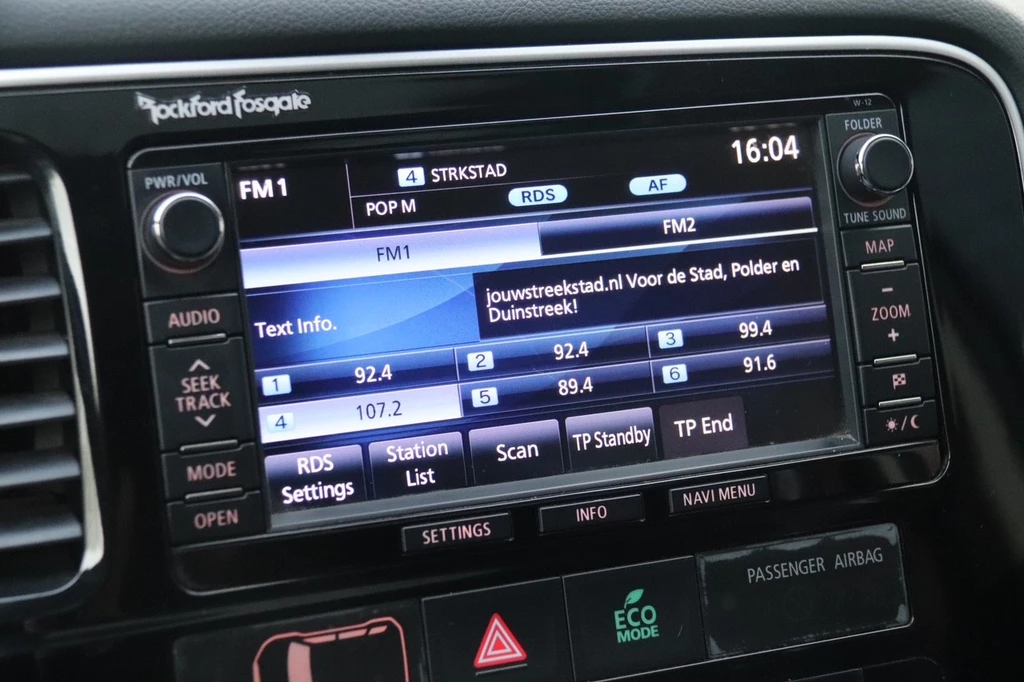 Rockford Fosgate
W-12
PWR/VOL
FOLDER
TUNE SOUND
FM1
4 STRKSTAD
16:04
POP M
RDS
AF
FM1
FM2
Text Info.
jouwstreekstad.nl Voor de Stad, Polder en
Duinstreek!
1 92.4
2 92.4
3 99.4
4 107.2
5 89.4
6 91.6
RDS
Settings
Station
List
Scan
TP Standby
TP End
AUDIO
SEEK
TRACK
MODE
OPEN
MAP
-
ZOOM
+
SETTINGS
INFO
NAVI MENU
ECO
MODE
PASSENGER AIRBAG